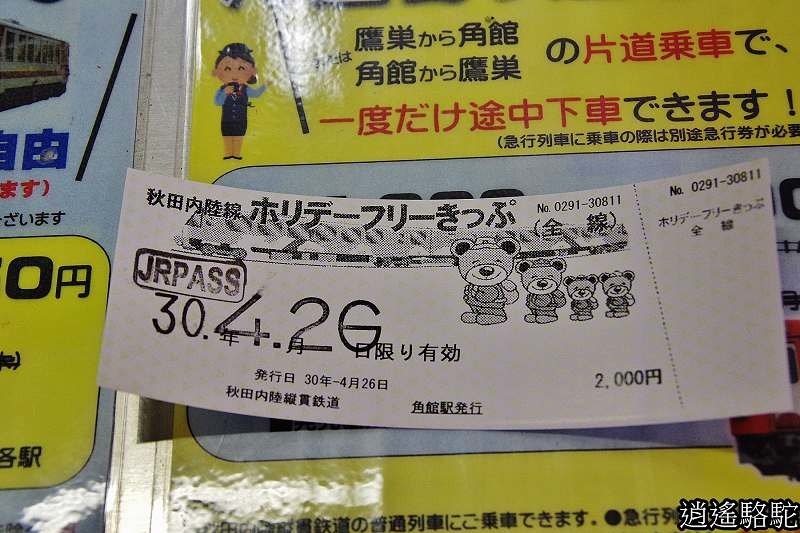 鷹巣から角館
または
角館から鷹巣
の片道乗車で、
一度だけ途中下車できます！
(急行列車に乗車の際は別途急行券が必要
自由
ます)
ざいます
0円
各駅
秋田内陸線 ホリデーフリーきっぷ (全線)
No. 0291-30811
JRPASS
30.年4.月26日限り有効
発行日 30年-4月26日
秋田内陸縦貫鉄道 角館駅発行
2,000円
No. 0291-30811
ホリデーフリーきっぷ
全 線
貫鉄道の普通列車にご乗車できます。
●急行列
逍遙駱駝